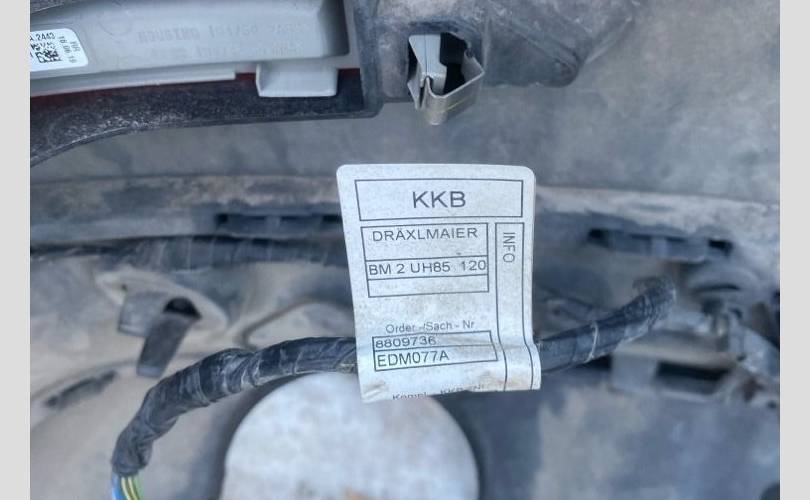 KKB
DRÄXLMAIER
BM 2 UH85 120
INFO
Order -/Sach - Nr
8809736
EDM077A